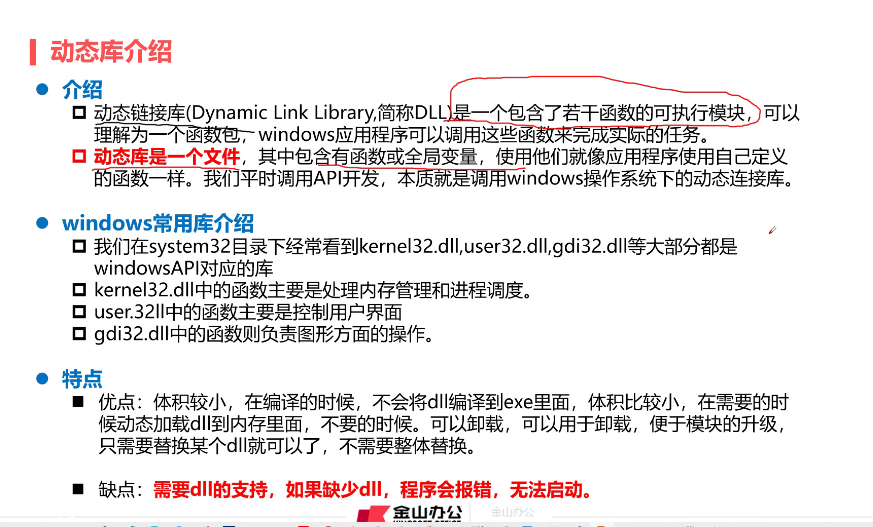 动态库介绍
介绍
动态链接库(Dynamic Link Library,简称DLL)是一个包含了若干函数的可执行模块，可以
理解为一个函数包，windows应用程序可以调用这些函数来完成实际的任务。
动态库是一个文件，其中包含有函数或全局变量，使用他们就像应用程序使用自己定义
的函数一样。我们平时调用API开发，本质就是调用windows操作系统下的动态连接库。
windows常用库介绍
我们在system32目录下经常看到kernel32.dll,user32.dll,gdi32.dll等大部分都是
windowsAPI对应的库
kernel32.dll中的函数主要是处理内存管理和进程调度。
user.32ll中的函数主要是控制用户界面
gdi32.dll中的函数则负责图形方面的操作。
特点
优点：体积较小，在编译的时候，不会将dll编译到exe里面，体积比较小，在需要的时
候动态加载dll到内存里面，不要的时候。可以卸载，可以用于卸载，便于模块的升级，
只需要替换某个dll就可以了，不需要整体替换。
缺点：需要dll的支持，如果缺少dll，程序会报错，无法启动。
金山办公
金山办公